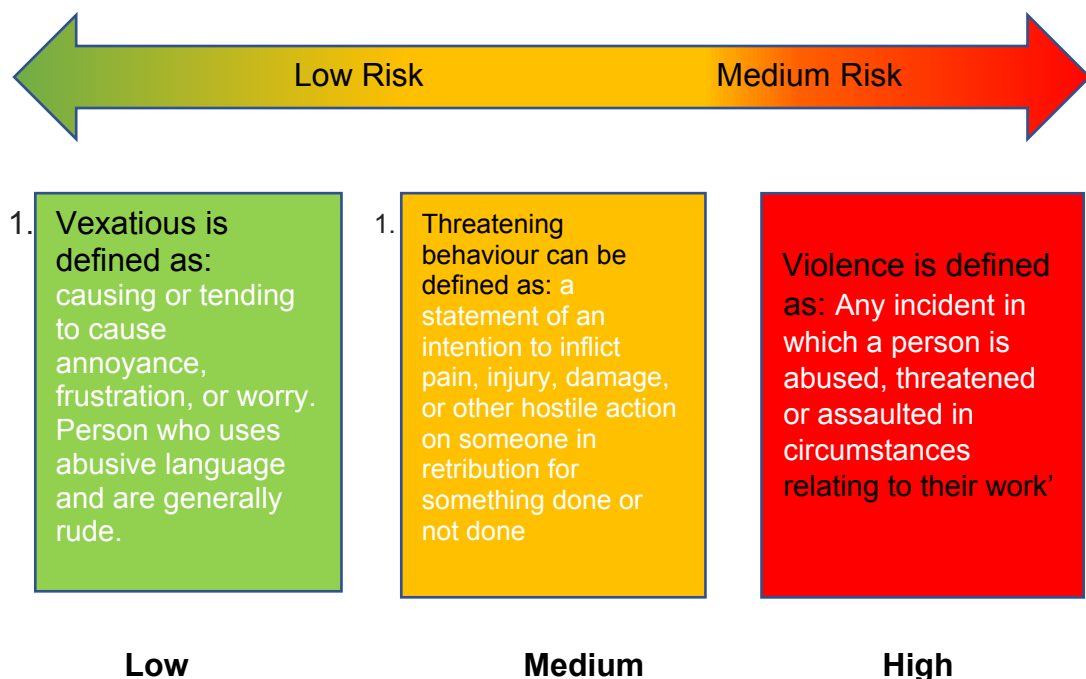 Low Risk
Medium Risk
1. Vexatious is
defined as:
causing or tending
to cause
annoyance,
frustration, or worry.
Person who uses
abusive language
and are generally
rude.
1. Threatening
behaviour can be
defined as: a
statement of an
intention to inflict
pain, injury, damage,
or other hostile action
on someone in
retribution for
something done or
not done
Violence is defined
as: Any incident in
which a person is
abused, threatened
or assaulted in
circumstances
relating to their work’
Low
Medium
High